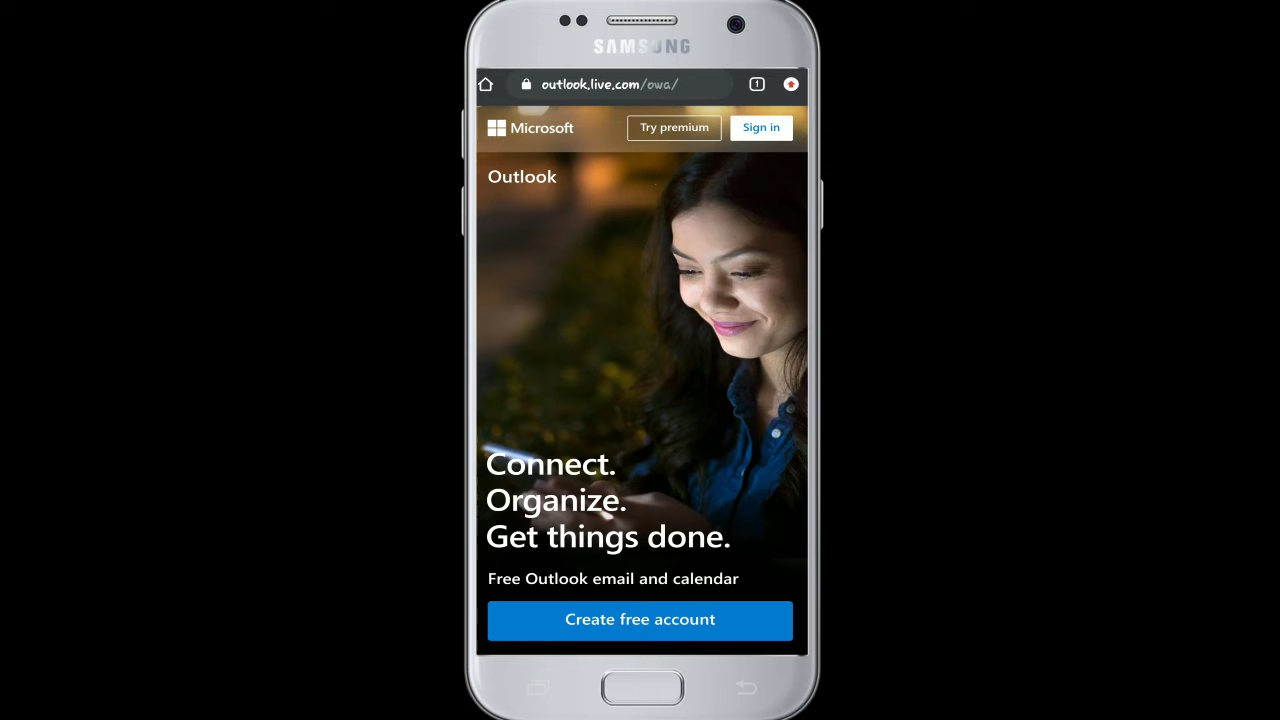 SAMSUNG
outlook.live.com/owa/
1
Microsoft
Try premium
Sign in
Outlook
Connect.
Organize.
Get things done.
Free Outlook email and calendar
Create free account